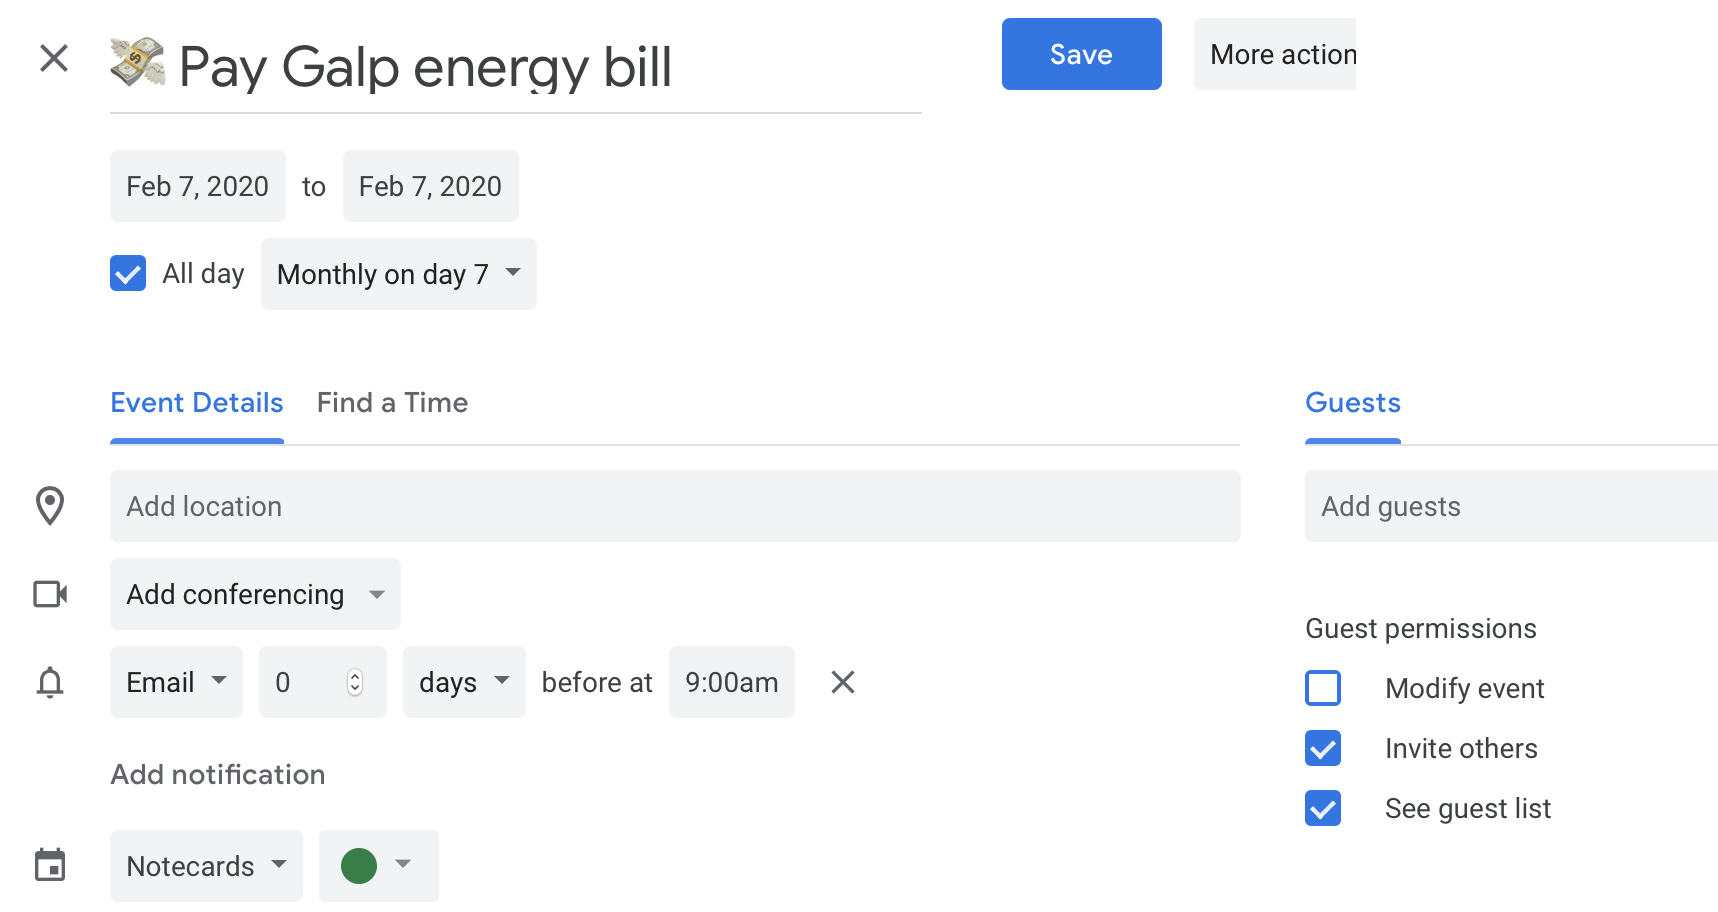 💸 Pay Galp energy bill
Save
More action
Feb 7, 2020 to Feb 7, 2020
All day Monthly on day 7
Event Details Find a Time
Add location
Add conferencing
Email 0 days before at 9:00am
Add notification
Notecards
Guests
Add guests
Guest permissions
Modify event
Invite others
See guest list